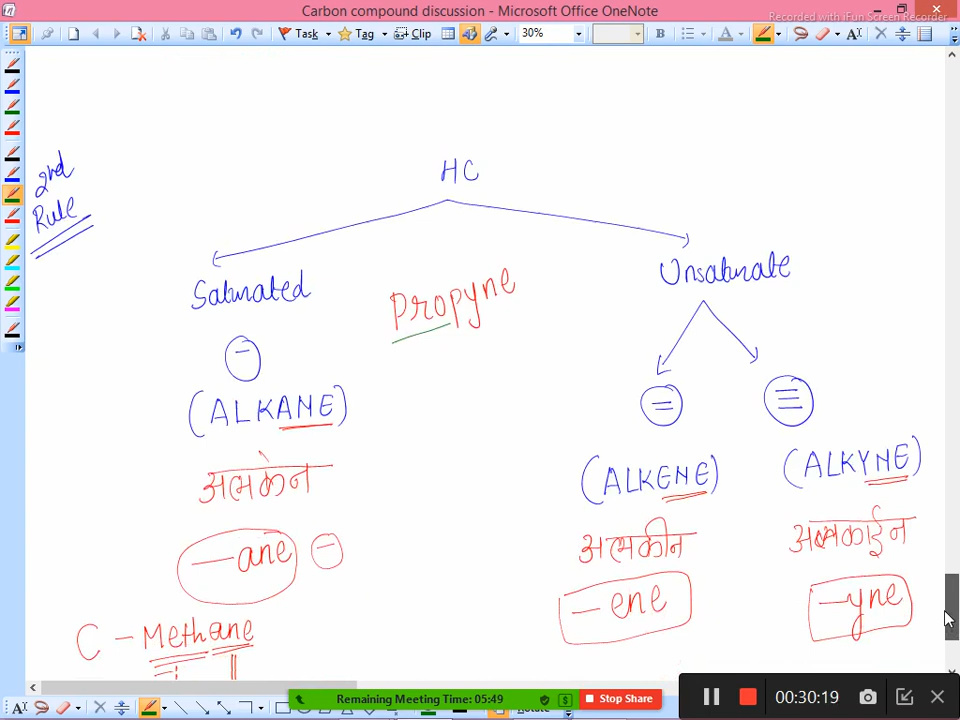 Carbon compound discussion - Microsoft Office OneNote
Recorded with iFun Screen Recorder
Task Tag Clip 30% B A
2nd
Rule
HC
Saturated
Propyne
Unsaturate
(ALKANE)
(ALKENE)
(ALKYNE)
अल्केन
अल्कीन
अल्काईन
—ane
— ene
—yne
C – Methane
Remaining Meeting Time: 05:49
Stop Share
00:30:19